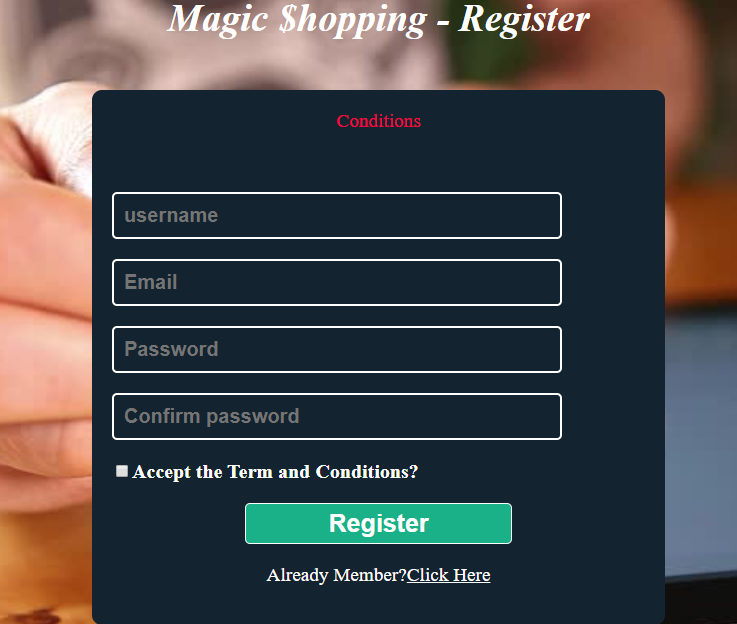 Magic $hopping - Register
Conditions
username
Email
Password
Confirm password
Accept the Term and Conditions?
Register
Already Member?Click Here